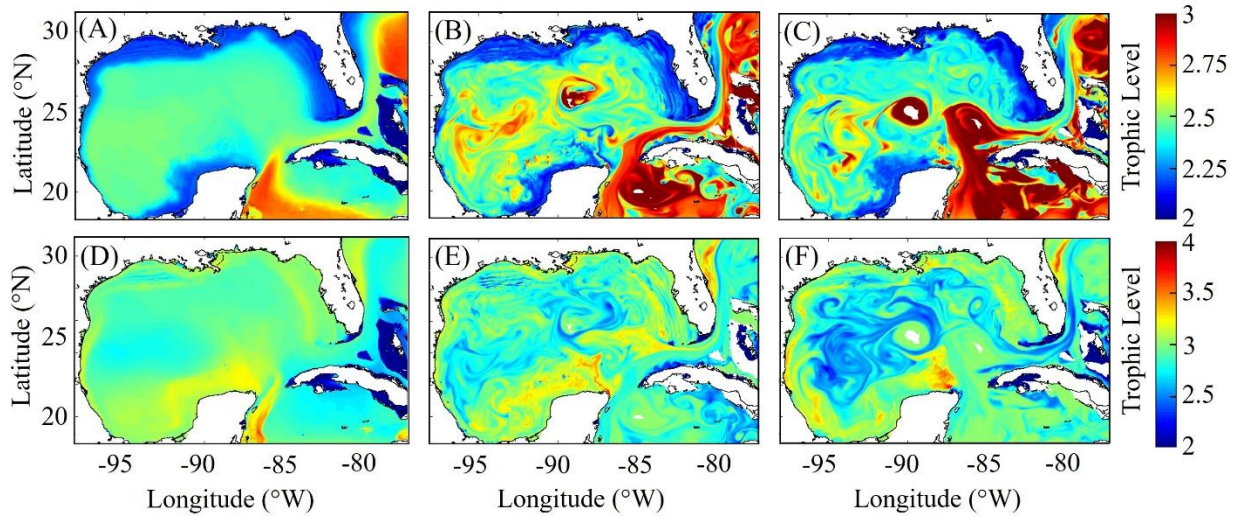 (A) (B) (C)
30
25
20
Latitude (°N)
3
2.75
2.5
2.25
2
Trophic Level
(D) (E) (F)
30
25
20
Latitude (°N)
4
3.5
3
2.5
2
Trophic Level
-95 -90 -85 -80 -95 -90 -85 -80 -95 -90 -85 -80
Longitude (°W) Longitude (°W) Longitude (°W)